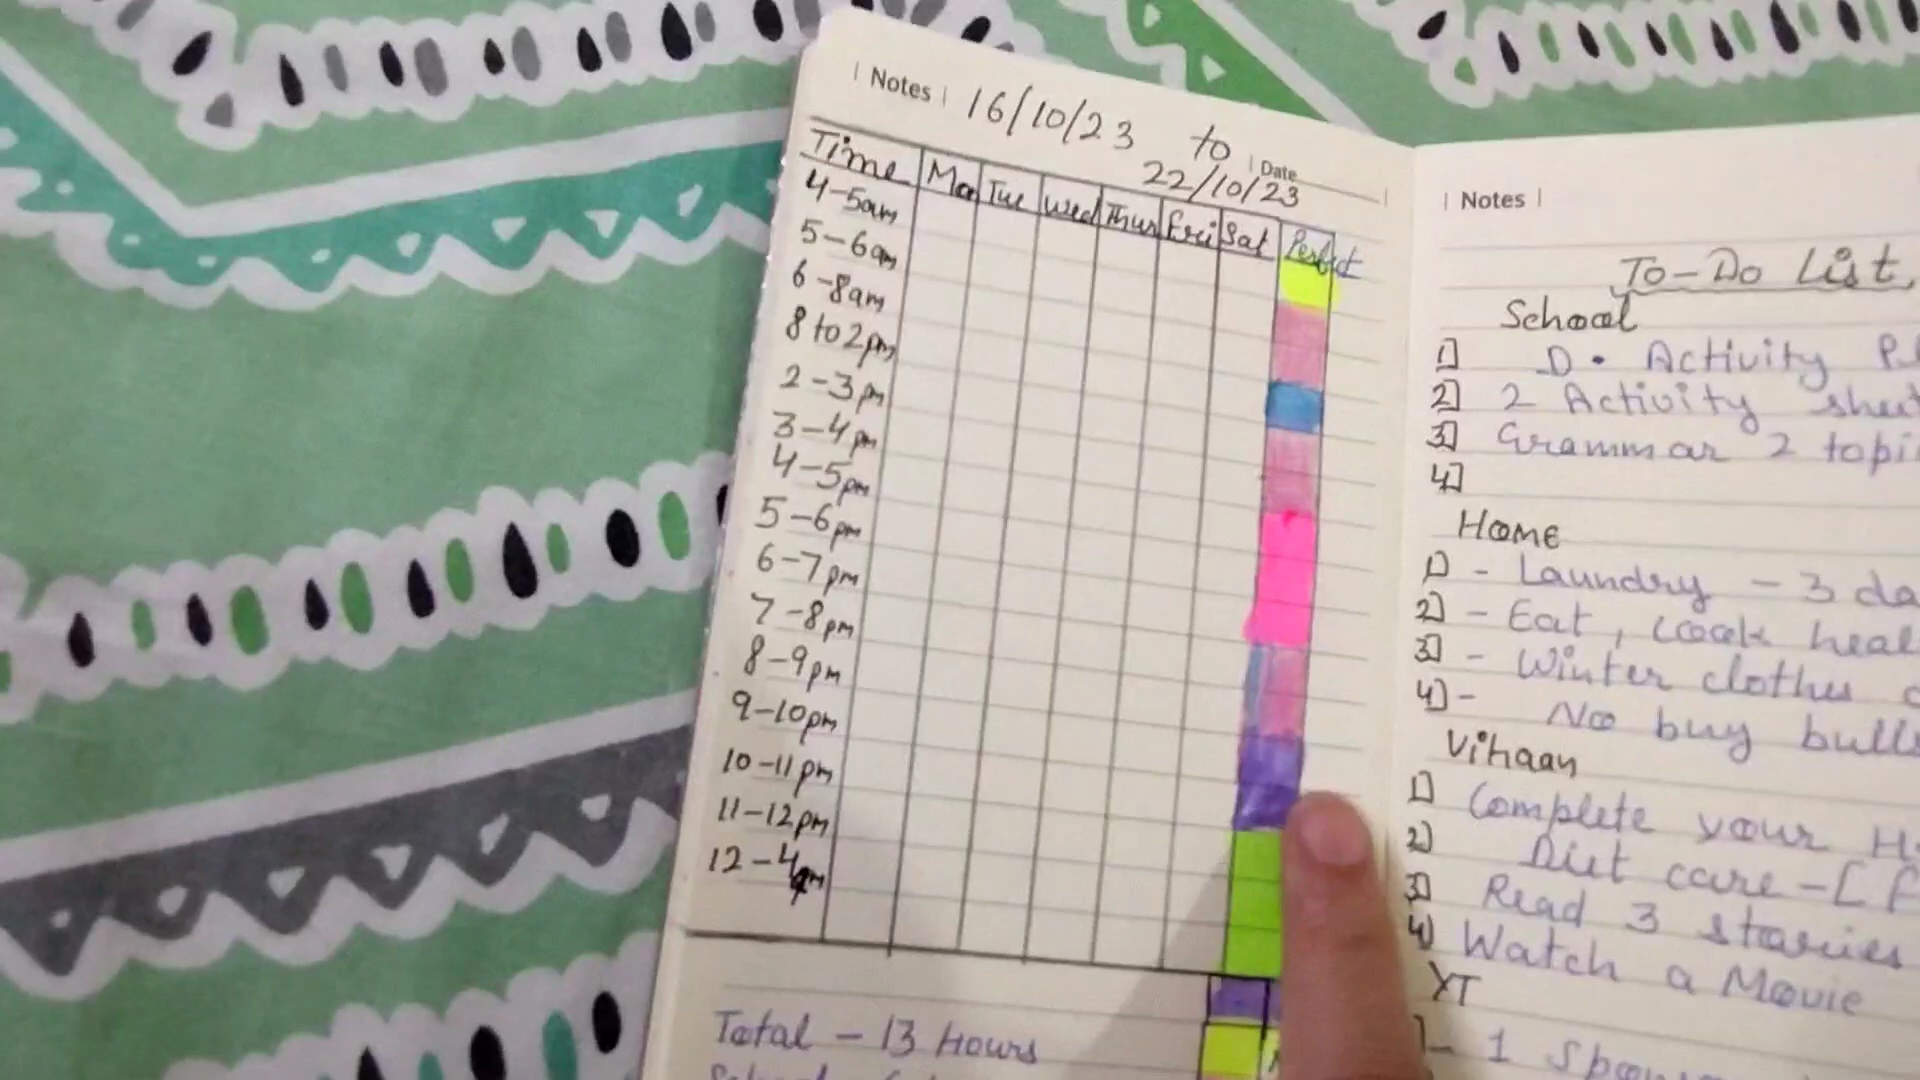 Notes 16/10/23 to
Date
22/10/23
Time Mon Tue Wed Thur Fri Sat Perfect
4-5am
5-6am
6-8am
8 to 2pm
2-3pm
3-4pm
4-5pm
5-6pm
6-7pm
7-8pm
8-9pm
9-10pm
10-11pm
11-12pm
12-4am
Total - 13 Hours
Notes
To-Do List
School
1] D. Activity
2] 2 Activity
3] Grammar 2
4]
Home
1) - Laundry - 3
2) - Eat, Cook
3) - Winter clothes
4) - No buy
Vihaan
1) Complete your
2) Diet care -
3) Read 3 stories
4) Watch a Movie
YT
- 1